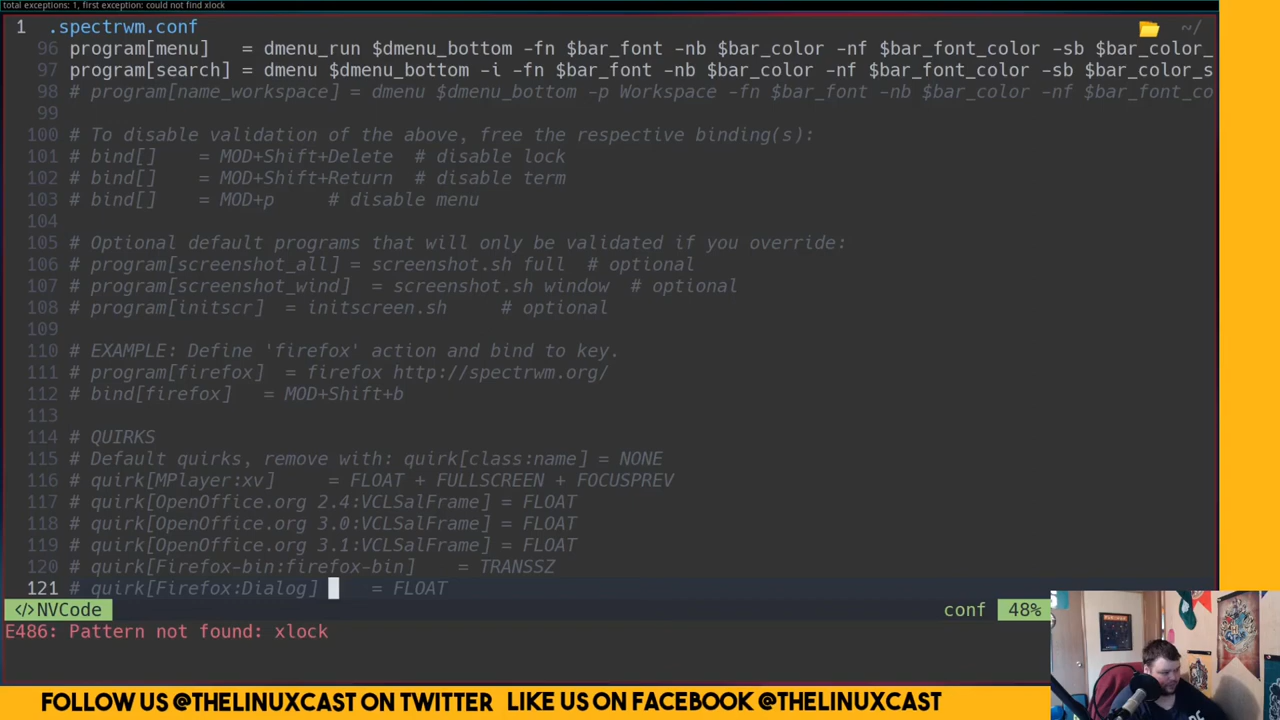 total exceptions: 1, first exception: could not find xlock
1 .spectrwm.conf ~/
96 program[menu] = dmenu_run $dmenu_bottom -fn $bar_font -nb $bar_color -nf $bar_font_color -sb $bar_color_
97 program[search] = dmenu $dmenu_bottom -i -fn $bar_font -nb $bar_color -nf $bar_font_color -sb $bar_color_s
98 # program[name_workspace] = dmenu $dmenu_bottom -p Workspace -fn $bar_font -nb $bar_color -nf $bar_font_co
99
100 # To disable validation of the above, free the respective binding(s):
101 # bind[] = MOD+Shift+Delete # disable lock
102 # bind[] = MOD+Shift+Return # disable term
103 # bind[] = MOD+p # disable menu
104
105 # Optional default programs that will only be validated if you override:
106 # program[screenshot_all] = screenshot.sh full # optional
107 # program[screenshot_wind] = screenshot.sh window # optional
108 # program[initscr] = initscreen.sh # optional
109
110 # EXAMPLE: Define 'firefox' action and bind to key.
111 # program[firefox] = firefox http://spectrwm.org/
112 # bind[firefox] = MOD+Shift+b
113
114 # QUIRKS
115 # Default quirks, remove with: quirk[class:name] = NONE
116 # quirk[MPlayer:xv] = FLOAT + FULLSCREEN + FOCUSPREV
117 # quirk[OpenOffice.org 2.4:VCLSalFrame] = FLOAT
118 # quirk[OpenOffice.org 3.0:VCLSalFrame] = FLOAT
119 # quirk[OpenOffice.org 3.1:VCLSalFrame] = FLOAT
120 # quirk[Firefox-bin:firefox-bin] = TRANSSZ
121 # quirk[Firefox:Dialog] = FLOAT
</>NVCode conf 48%
E486: Pattern not found: xlock
FOLLOW US @THELINUXCAST ON TWITTER LIKE US ON FACEBOOK @THELINUXCAST